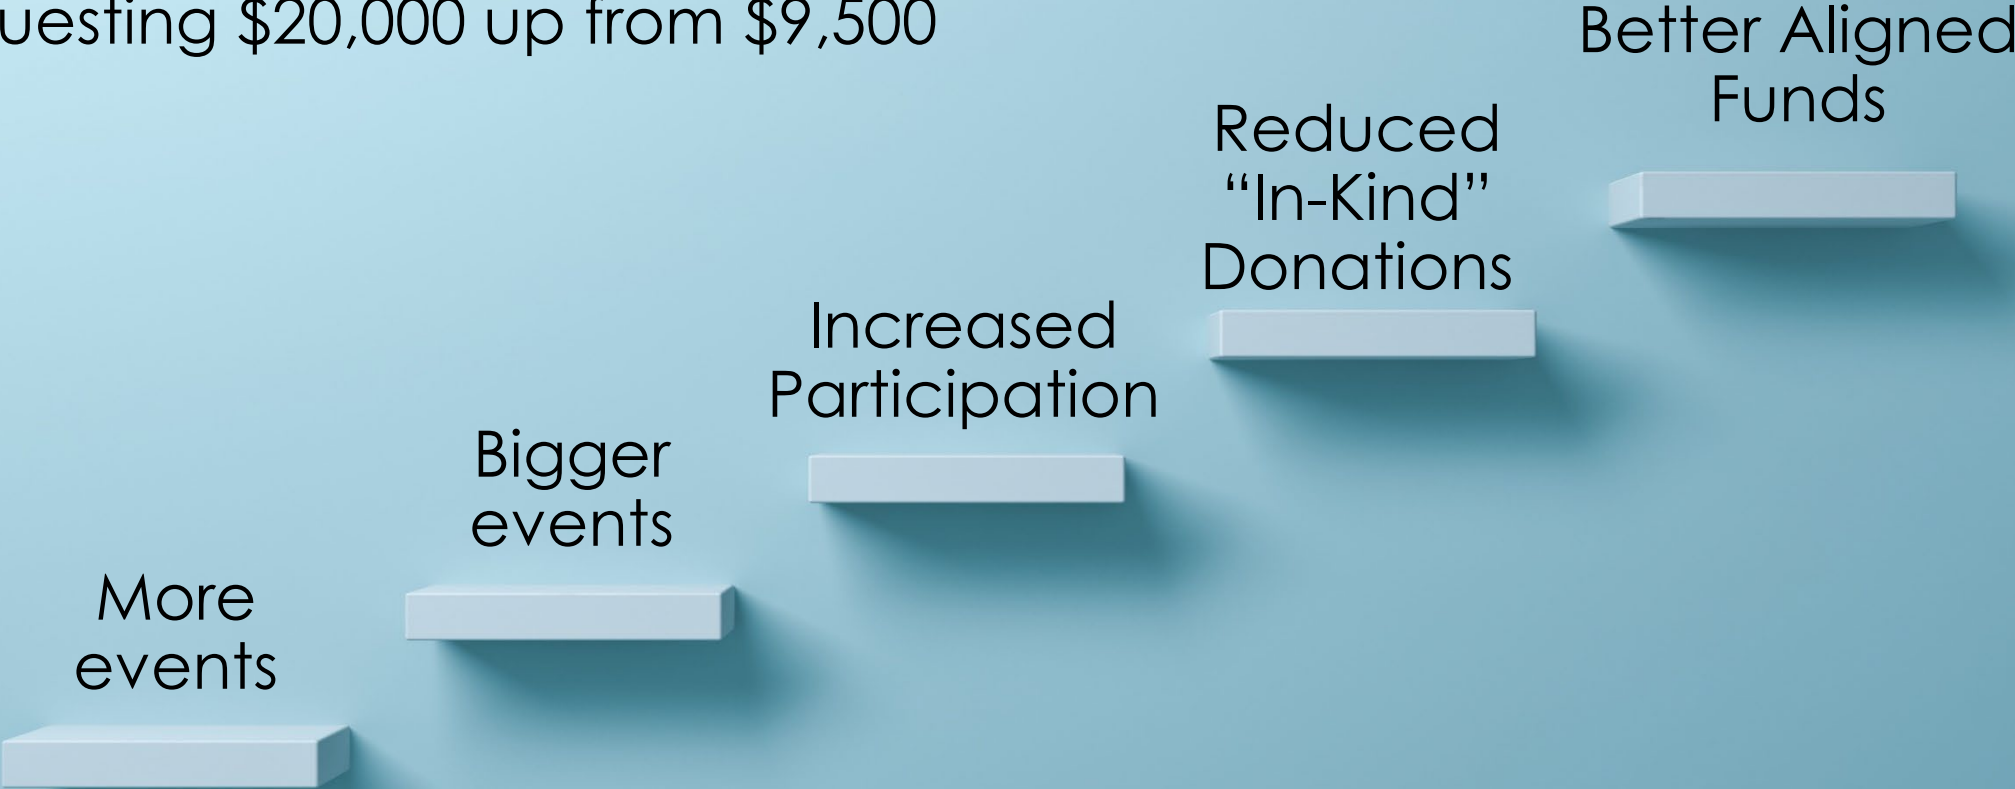 uesting $20,000 up from $9,500
Better Aligned
Funds
Reduced
“In-Kind”
Donations
Increased
Participation
Bigger
events
More
events